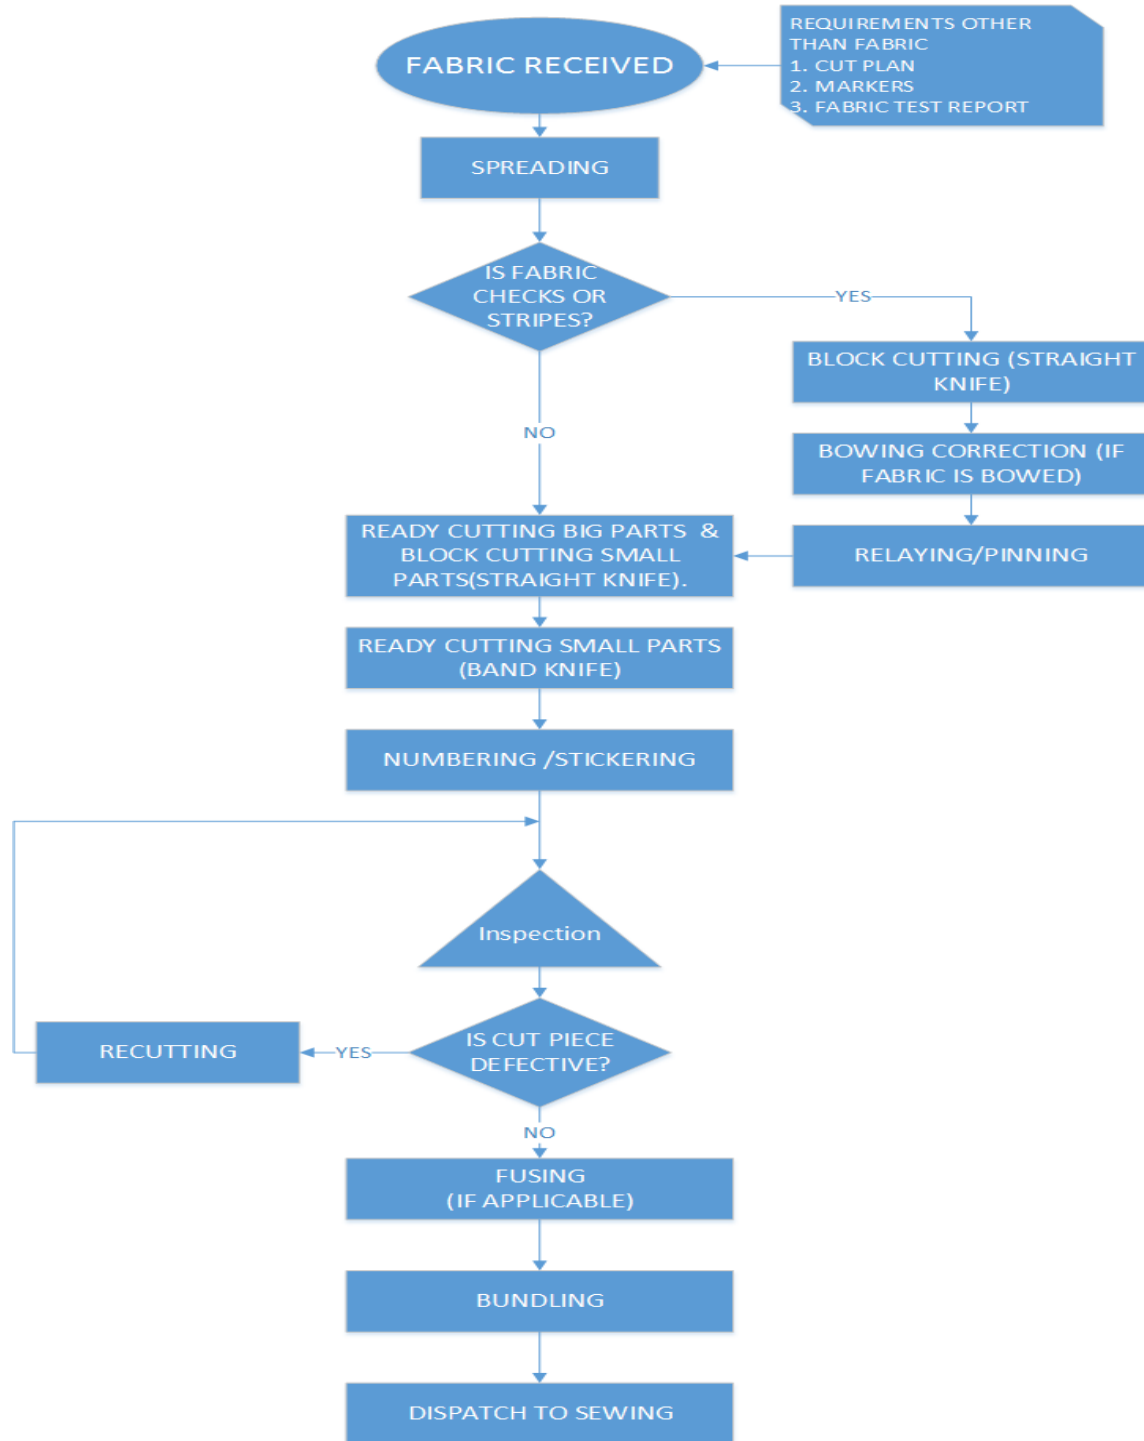 FABRIC RECEIVED
REQUIREMENTS OTHER
THAN FABRIC
1. CUT PLAN
2. MARKERS
3. FABRIC TEST REPORT
SPREADING
IS FABRIC
CHECKS OR
STRIPES?
YES
BLOCK CUTTING (STRAIGHT
KNIFE)
BOWING CORRECTION (IF
FABRIC IS BOWED)
RELAYING/PINNING
NO
READY CUTTING BIG PARTS &
BLOCK CUTTING SMALL
PARTS(STRAIGHT KNIFE).
READY CUTTING SMALL PARTS
(BAND KNIFE)
NUMBERING /STICKERING
Inspection
IS CUT PIECE
DEFECTIVE?
YES
RECUTTING
NO
FUSING
(IF APPLICABLE)
BUNDLING
DISPATCH TO SEWING